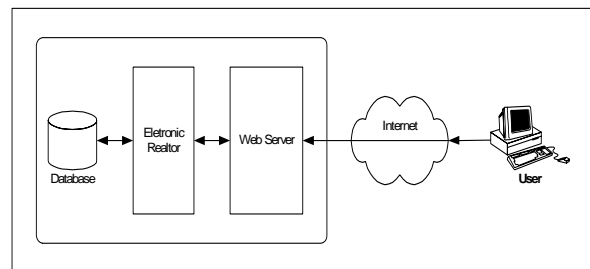 Database
Eletronic
Realtor
Web Server
Internet
User